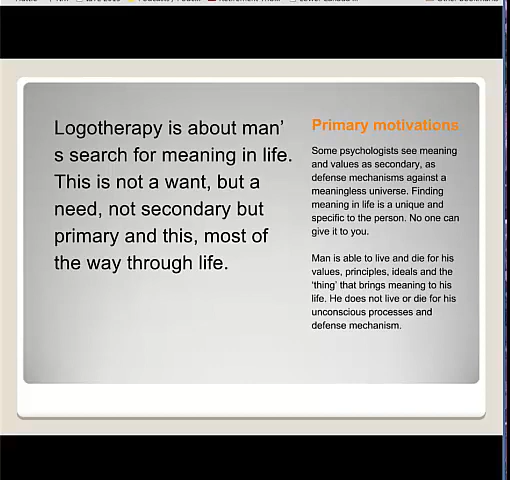 Logotherapy is about man’
s search for meaning in life.
This is not a want, but a
need, not secondary but
primary and this, most of
the way through life.
Primary motivations
Some psychologists see meaning
and values as secondary, as
defense mechanisms against a
meaningless universe. Finding
meaning in life is a unique and
specific to the person. No one can
give it to you.
Man is able to live and die for his
values, principles, ideals and the
‘thing’ that brings meaning to his
life. He does not live or die for his
unconscious processes and
defense mechanism.